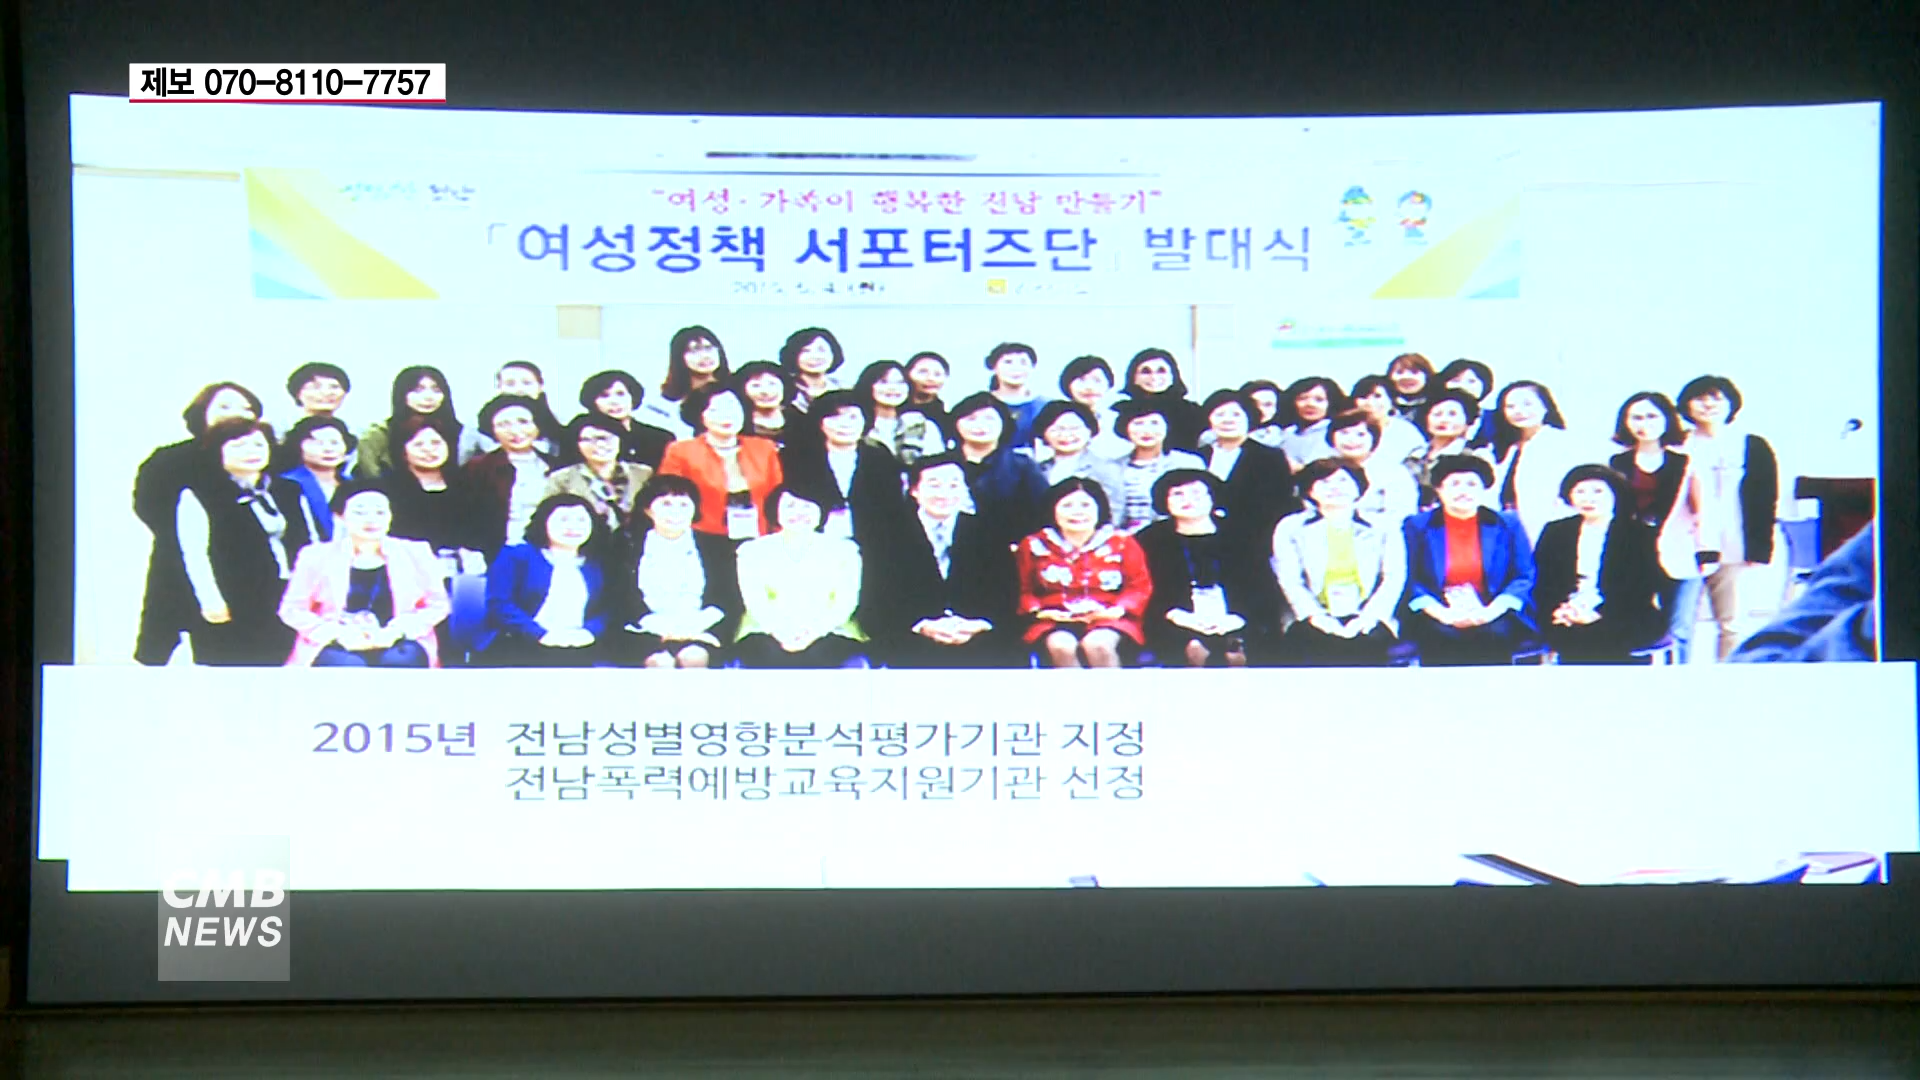 제보 070-8110-7757
"여성·가족이 행복한 전남 만들기"
「여성정책 서포터즈단」 발대식
2015년 전남성별영향분석평가기관 지정
전남폭력예방교육지원기관 선정
CMB
NEWS